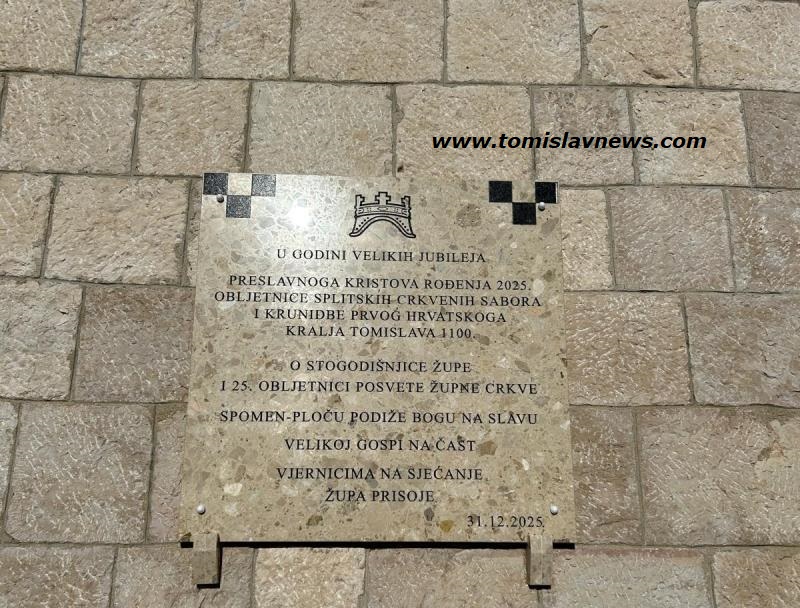 www.tomislavnews.com
U GODINI VELIKIH JUBILEJA
PRESLAVNOGA KRISTOVA ROĐENJA 2025.
OBLJETNICE SPLITSKIH CRKVENIH SABORA
I KRUNIDBE PRVOG HRVATSKOGA
KRALJA TOMISLAVA 1100.
O STOGODIŠNJICE ŽUPE
I 25. OBLJETNICI POSVETE ŽUPNE CRKVE
SPOMEN-PLOČU PODIŽE BOGU NA SLAVU
VELIKOJ GOSPI NA ČAST
VJERNICIMA NA SJEĆANJE
ŽUPA PRISOJE
31.12.2025.